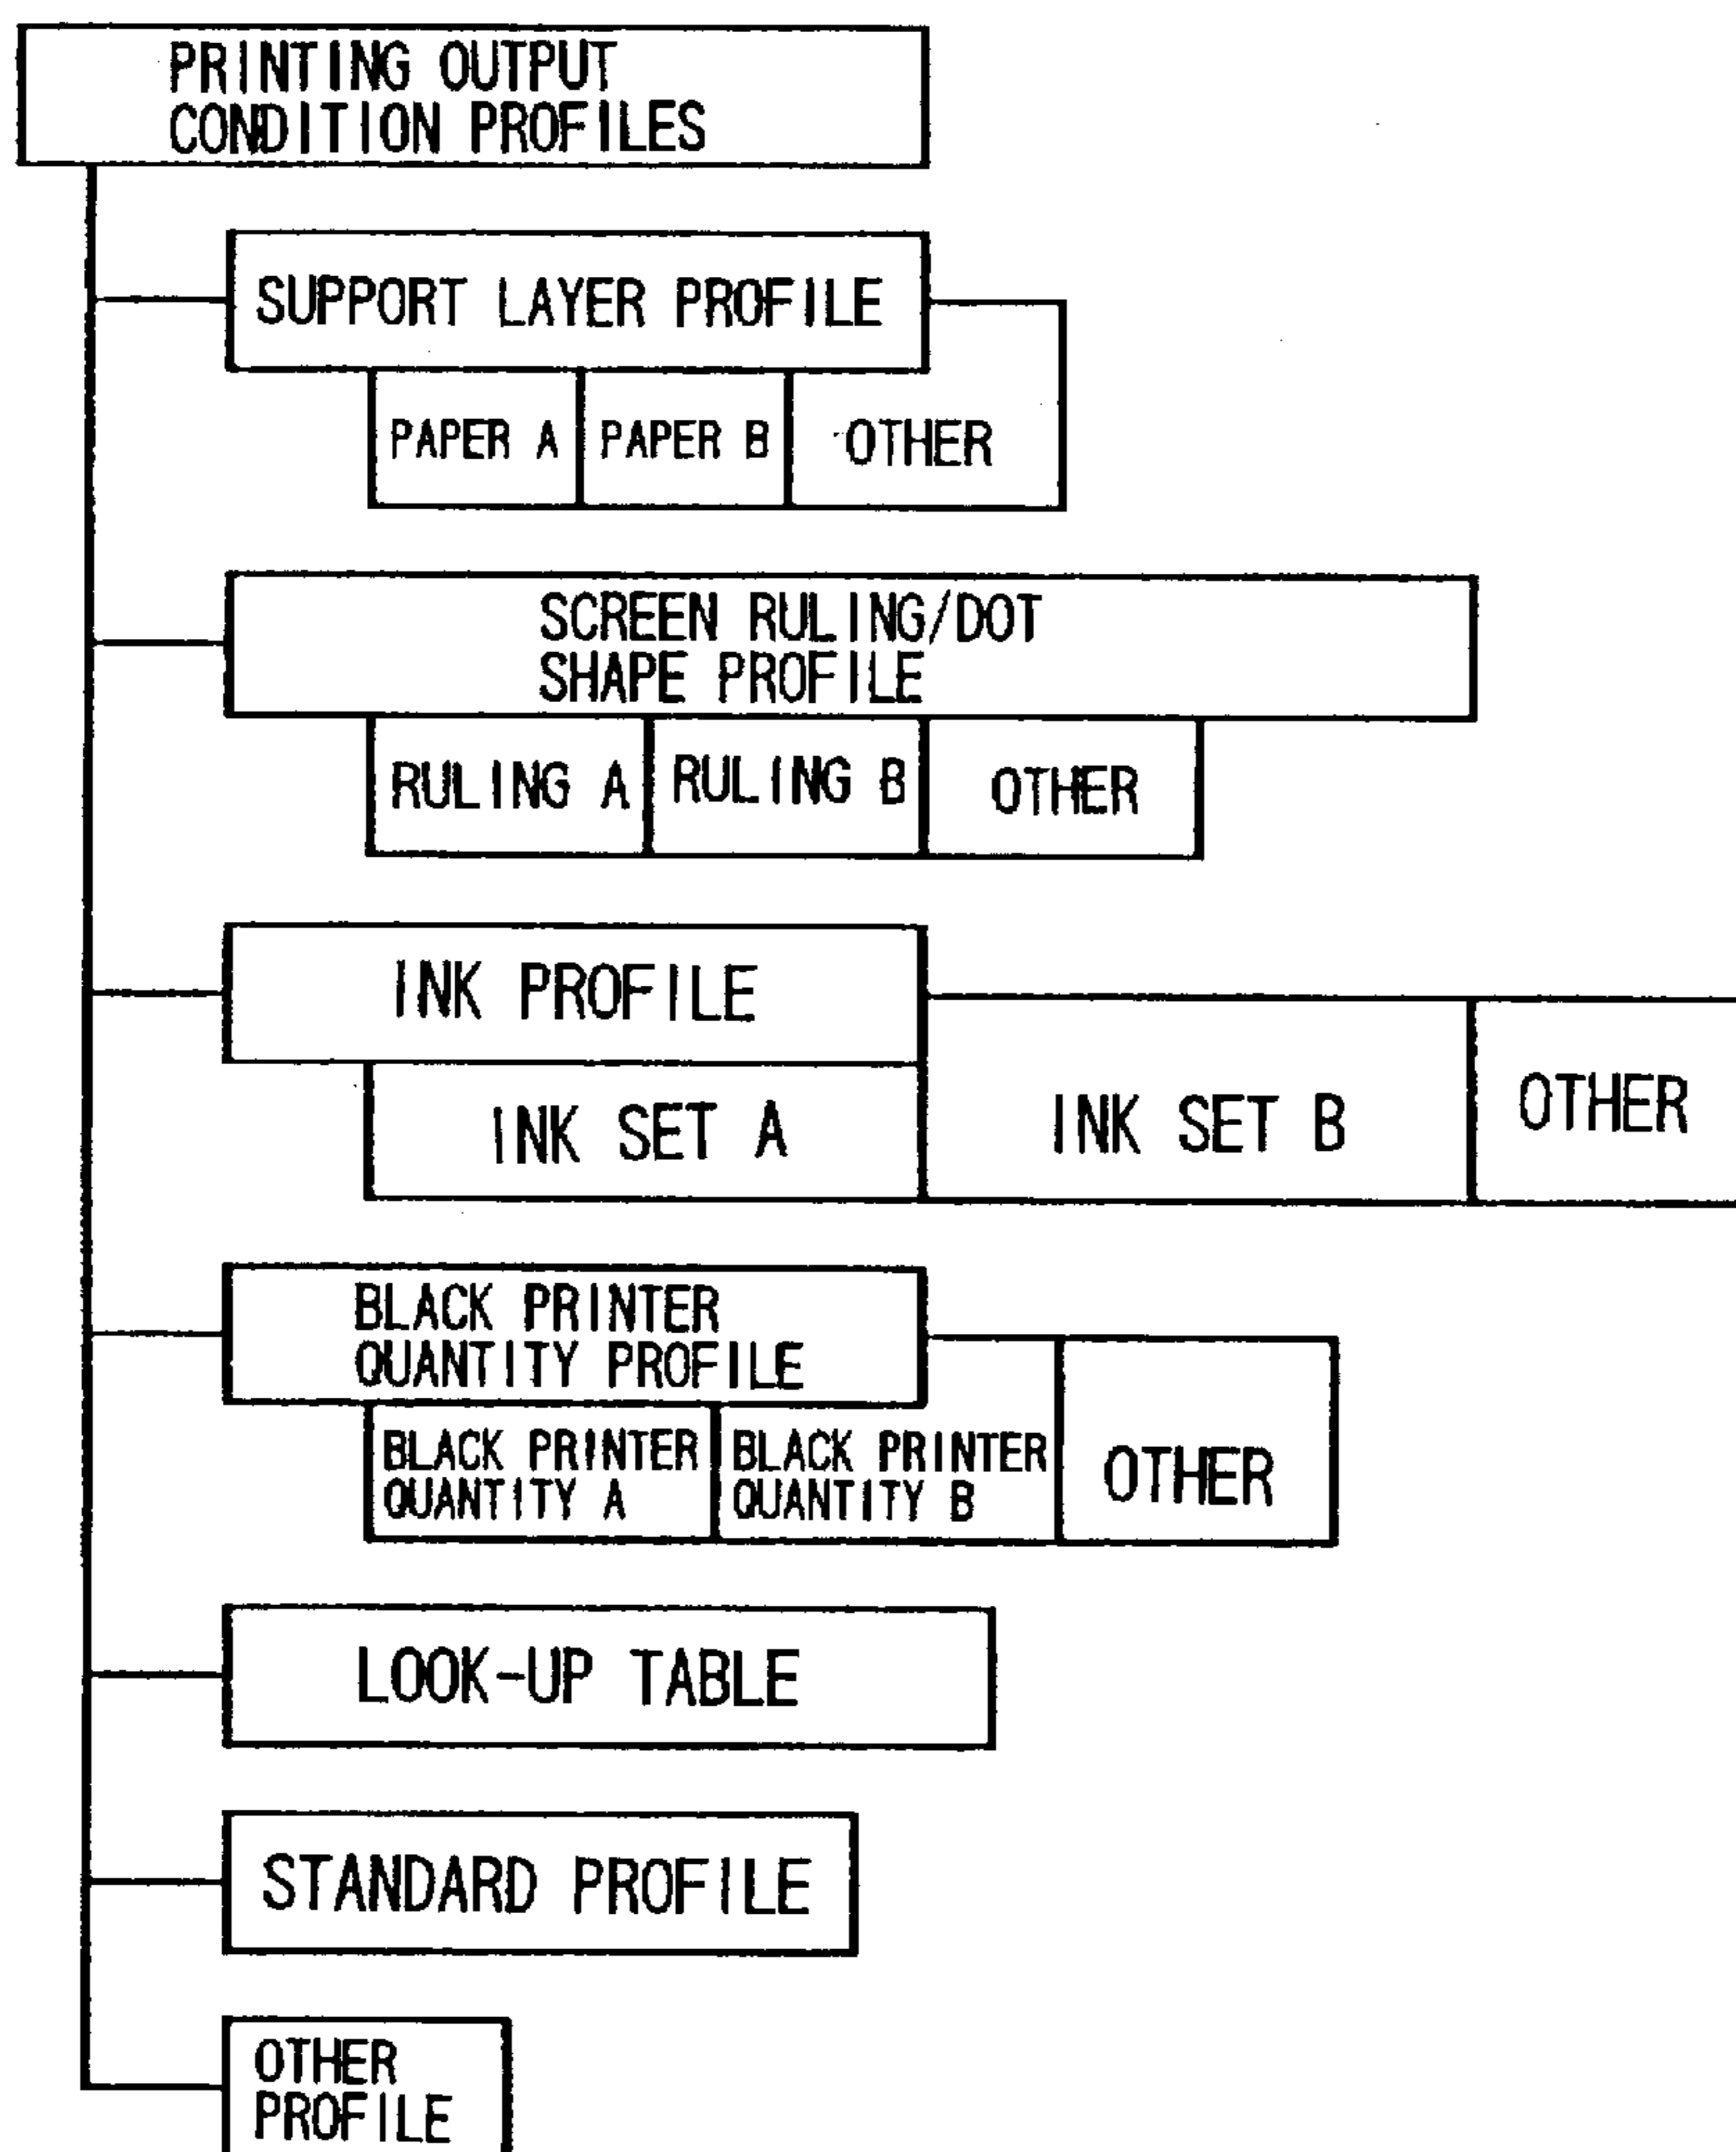 PRINTING OUTPUT
CONDITION PROFILES
SUPPORT LAYER PROFILE
PAPER A
PAPER B
OTHER
SCREEN RULING/DOT
SHAPE PROFILE
RULING A
RULING B
OTHER
INK PROFILE
INK SET A
INK SET B
OTHER
BLACK PRINTER
QUANTITY PROFILE
BLACK PRINTER
QUANTITY A
BLACK PRINTER
QUANTITY B
OTHER
LOOK-UP TABLE
STANDARD PROFILE
OTHER
PROFILE